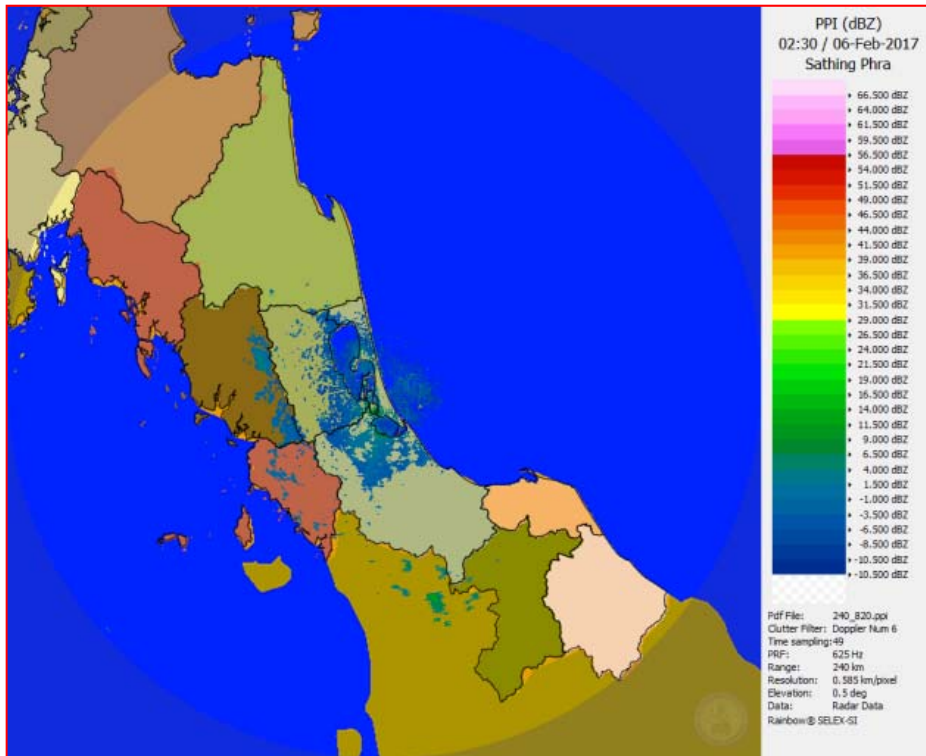 PPI (dBZ)
02:30 / 06-Feb-2017
Sathing Phra
66.500 dBZ
64.000 dBZ
61.500 dBZ
59.500 dBZ
56.500 dBZ
54.000 dBZ
51.500 dBZ
49.000 dBZ
46.500 dBZ
44.000 dBZ
41.500 dBZ
39.000 dBZ
36.500 dBZ
34.000 dBZ
31.500 dBZ
29.000 dBZ
26.500 dBZ
24.000 dBZ
21.500 dBZ
19.000 dBZ
16.500 dBZ
14.000 dBZ
11.500 dBZ
9.000 dBZ
6.500 dBZ
4.000 dBZ
1.500 dBZ
-1.000 dBZ
-3.500 dBZ
-6.500 dBZ
-8.500 dBZ
-10.500 dBZ
-10.500 dBZ
Pdf File: 240_820.ppi
Clutter Filter: Doppler Num 6
Time sampling:49
PRF: 625 Hz
Range: 240 km
Resolution: 0.585 km/pixel
Elevation: 0.5 deg
Data: Radar Data
Rainbow® SELEX-SI